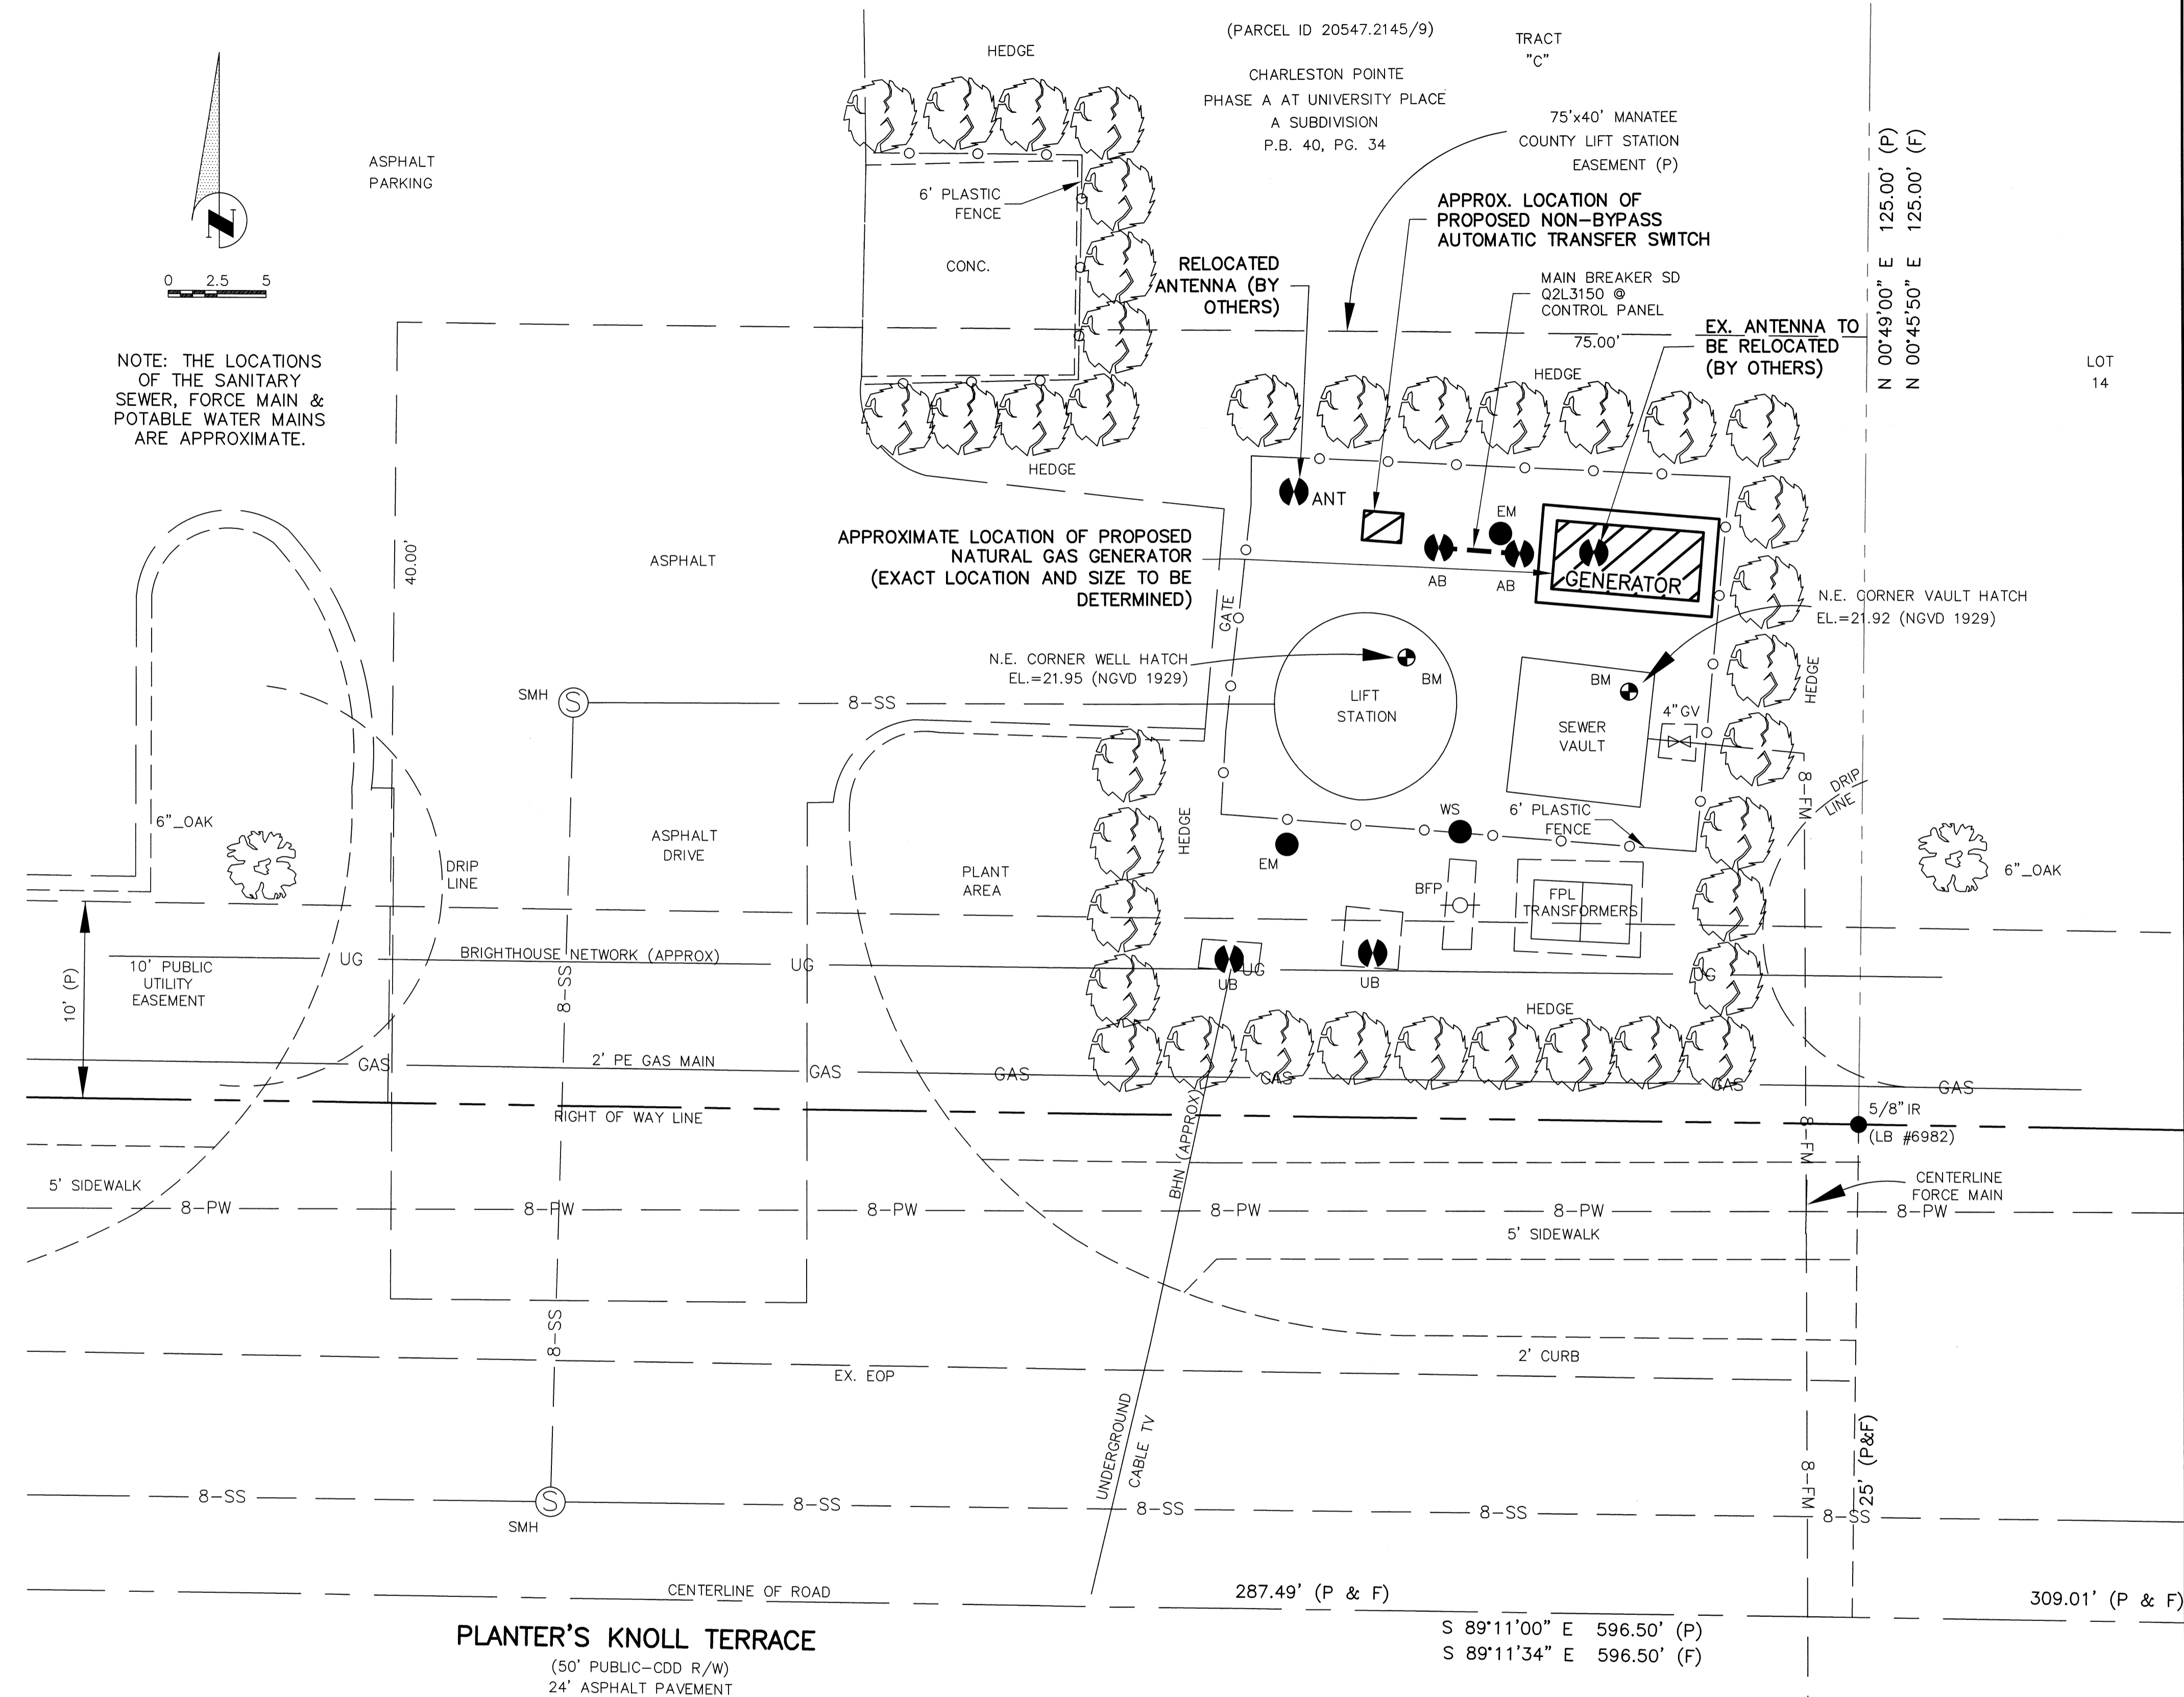 (PARCEL ID 20547.2145/9)
TRACT
"C"
HEDGE
CHARLESTON POINTE
PHASE A AT UNIVERSITY PLACE
A SUBDIVISION
P.B. 40, PG. 34
75'x40' MANATEE
COUNTY LIFT STATION
EASEMENT (P)
N 00°49'00" E 125.00' (P)
N 00°45'50" E 125.00' (F)
ASPHALT
PARKING
N
0 2.5 5
6' PLASTIC
FENCE
CONC.
APPROX. LOCATION OF
PROPOSED NON-BYPASS
AUTOMATIC TRANSFER SWITCH
RELOCATED
ANTENNA (BY
OTHERS)
MAIN BREAKER SD
Q2L3150 @
CONTROL PANEL
75.00'
EX. ANTENNA TO
BE RELOCATED
(BY OTHERS)
NOTE: THE LOCATIONS
OF THE SANITARY
SEWER, FORCE MAIN &
POTABLE WATER MAINS
ARE APPROXIMATE.
LOT
14
HEDGE
HEDGE
ANT
EM
AB
AB
GENERATOR
40.00'
ASPHALT
APPROXIMATE LOCATION OF PROPOSED
NATURAL GAS GENERATOR
(EXACT LOCATION AND SIZE TO BE
DETERMINED)
GATE
N.E. CORNER VAULT HATCH
EL.=21.92 (NGVD 1929)
N.E. CORNER WELL HATCH
EL.=21.95 (NGVD 1929)
BM
BM
LIFT
STATION
SEWER
VAULT
4"GV
HEDGE
SMH
S
8-SS
8-FM
DRIP
LINE
6"_OAK
DRIP
LINE
ASPHALT
DRIVE
PLANT
AREA
HEDGE
EM
WS
6' PLASTIC
FENCE
BFP
FPL
TRANSFORMERS
6"_OAK
10' (P)
10' PUBLIC
UTILITY
EASEMENT
UG
BRIGHTHOUSE NETWORK (APPROX)
UG
UG
UG
UB
UB
8-SS
HEDGE
GAS
2' PE GAS MAIN
GAS
GAS
GAS
GAS
GAS
RIGHT OF WAY LINE
BHN (APPROX)
8-FM
5/8"IR
(LB #6982)
5' SIDEWALK
CENTERLINE
FORCE MAIN
8-PW
8-PW
8-PW
8-PW
8-PW
8-PW
5' SIDEWALK
8-SS
2' CURB
EX. EOP
UNDERGROUND
CABLE TV
8-FM
25' (P&F)
8-SS
S
8-SS
8-SS
8-SS
8-SS
SMH
CENTERLINE OF ROAD
287.49' (P & F)
309.01' (P & F)
PLANTER'S KNOLL TERRACE
(50' PUBLIC-CDD R/W)
24' ASPHALT PAVEMENT
S 89°11'00" E 596.50' (P)
S 89°11'34" E 596.50' (F)